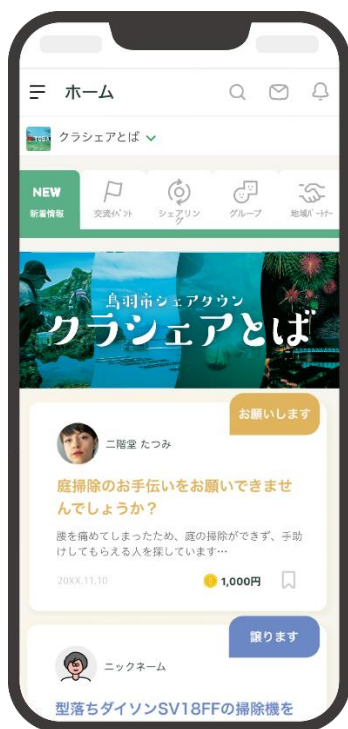 ホーム
クラシェアとば
NEW
新着情報
交流イベント
シェアリン
グ
グループ
地域パートナー
鳥羽市シェアタウン
クラシェアとば
お願いします
二階堂 たつみ
庭掃除のお手伝いをお願いできませ
んでしょうか？
腰を痛めてしまったため、庭の掃除ができず、手助
けしてもらえる人を探しています…
20XX.11.10
1,000円
譲ります
ニックネーム
型落ちダイソンSV18FFの掃除機を